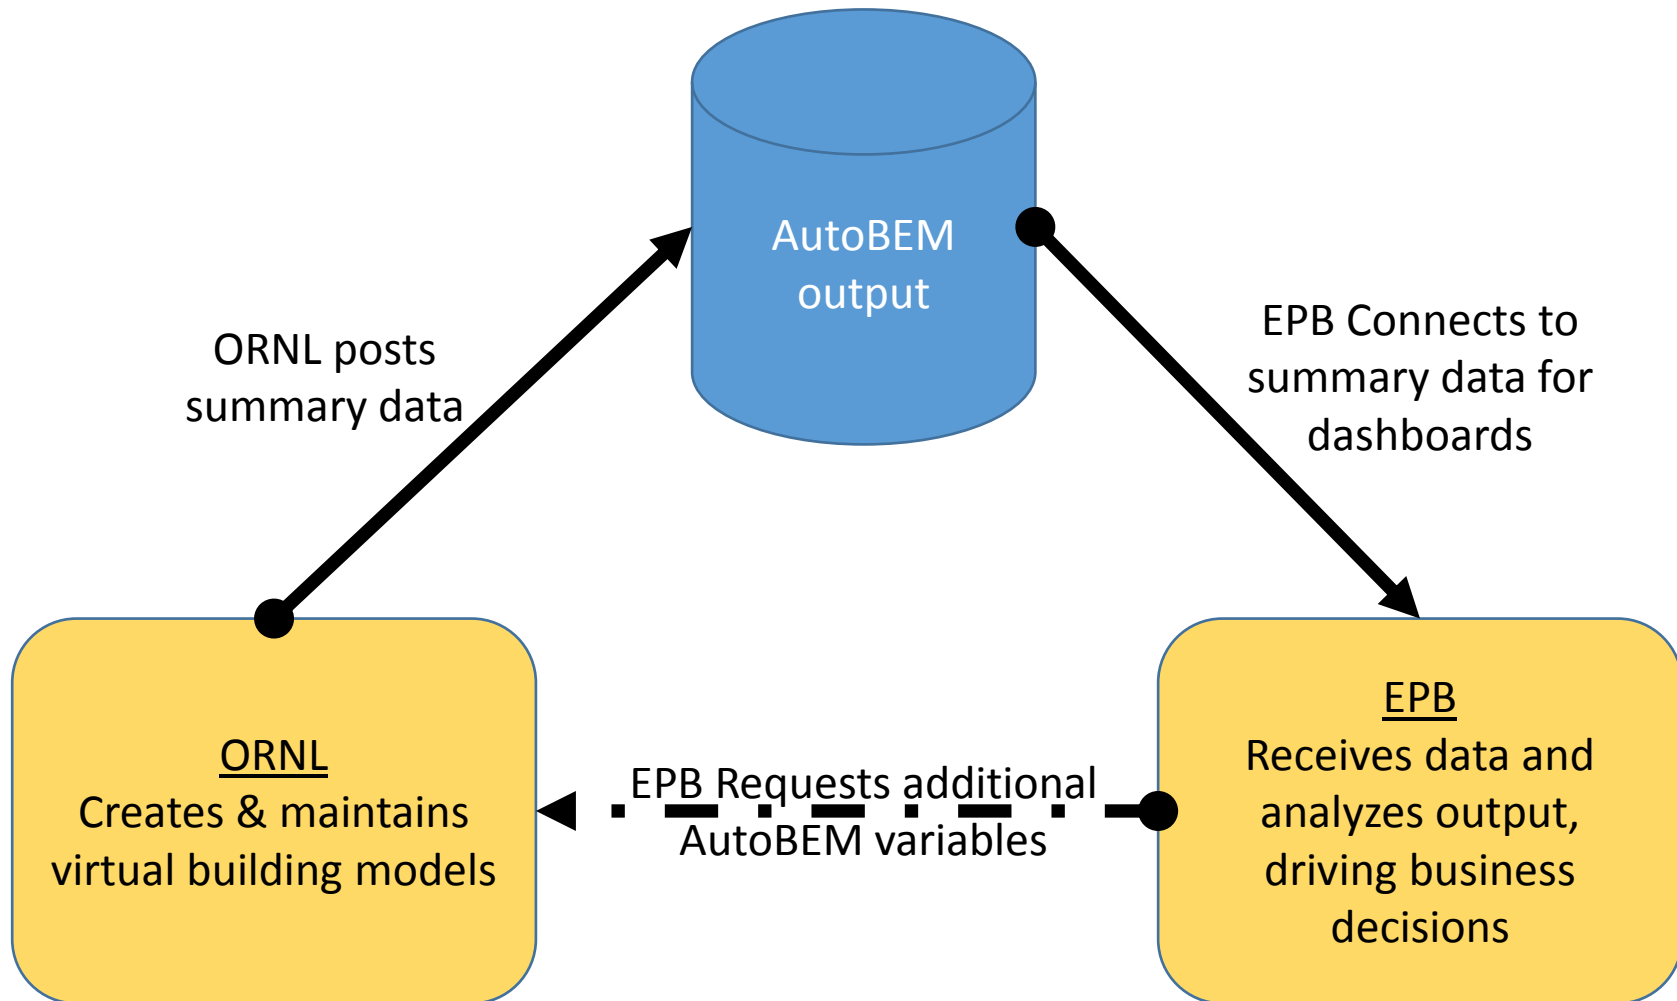 AutoBEM
output
ORNL posts
summary data
EPB Connects to
summary data for
dashboards
ORNL
Creates & maintains
virtual building models
EPB Requests additional
AutoBEM variables
EPB
Receives data and
analyzes output,
driving business
decisions